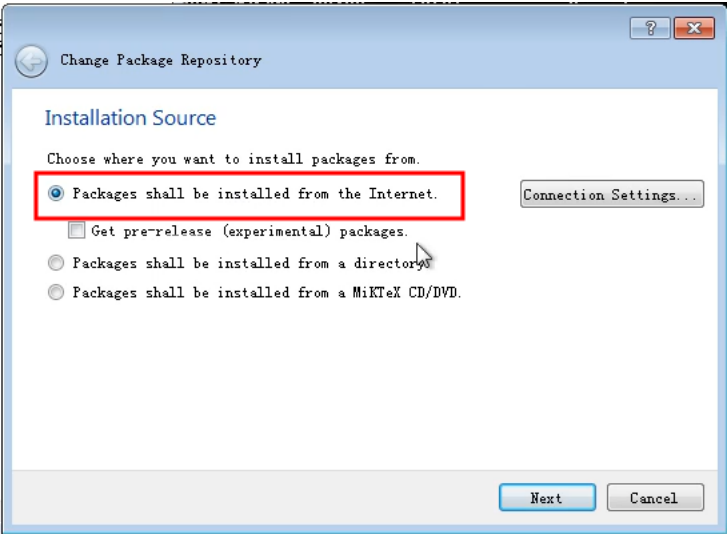 ?
Change Package Repository
Installation Source
Choose where you want to install packages from.
Packages shall be installed from the Internet.
Connection Settings...
Get pre-release (experimental) packages.
Packages shall be installed from a directory
Packages shall be installed from a MiKTeX CD/DVD.
Next
Cancel